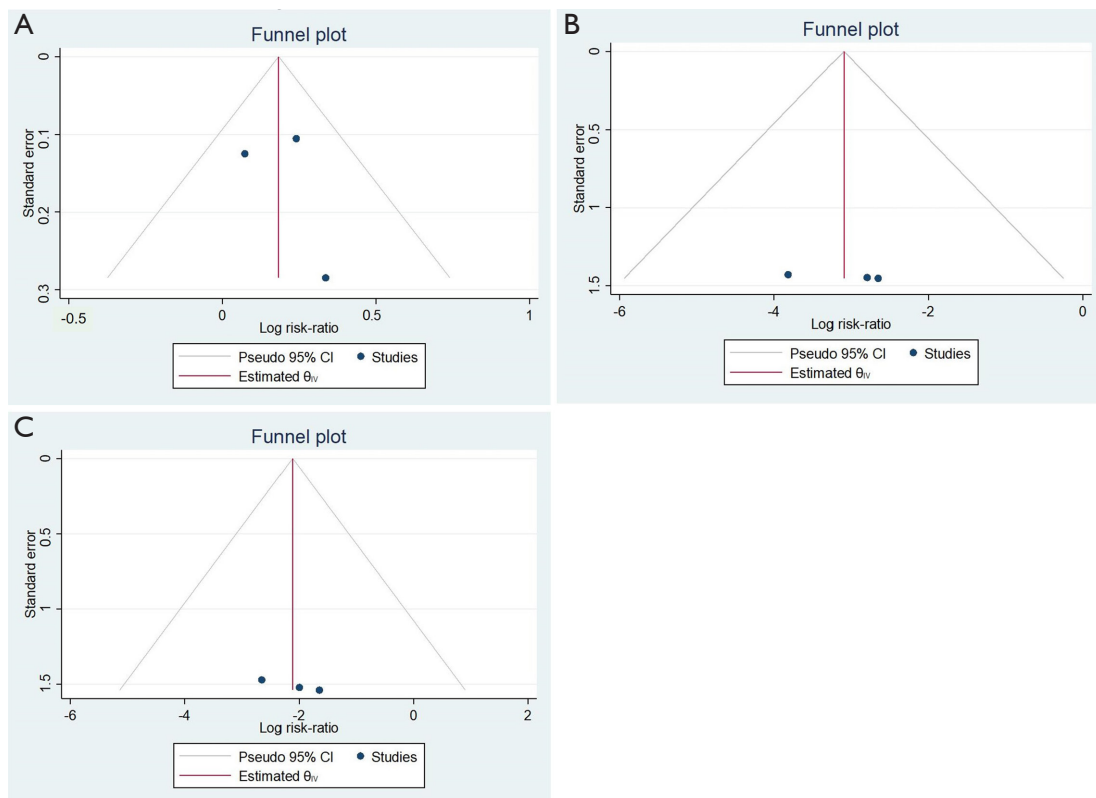 A
Funnel plot
Standard error
0
0.1
0.2
0.3
-0.5
0
0.5
1
Log risk-ratio
Pseudo 95% CI
Studies
Estimated θIV
B
Funnel plot
Standard error
0
0.5
1
1.5
-6
-4
-2
0
Log risk-ratio
Pseudo 95% CI
Studies
Estimated θIV
C
Funnel plot
Standard error
0
0.5
1
1.5
-6
-4
-2
0
2
Log risk-ratio
Pseudo 95% CI
Studies
Estimated θIV